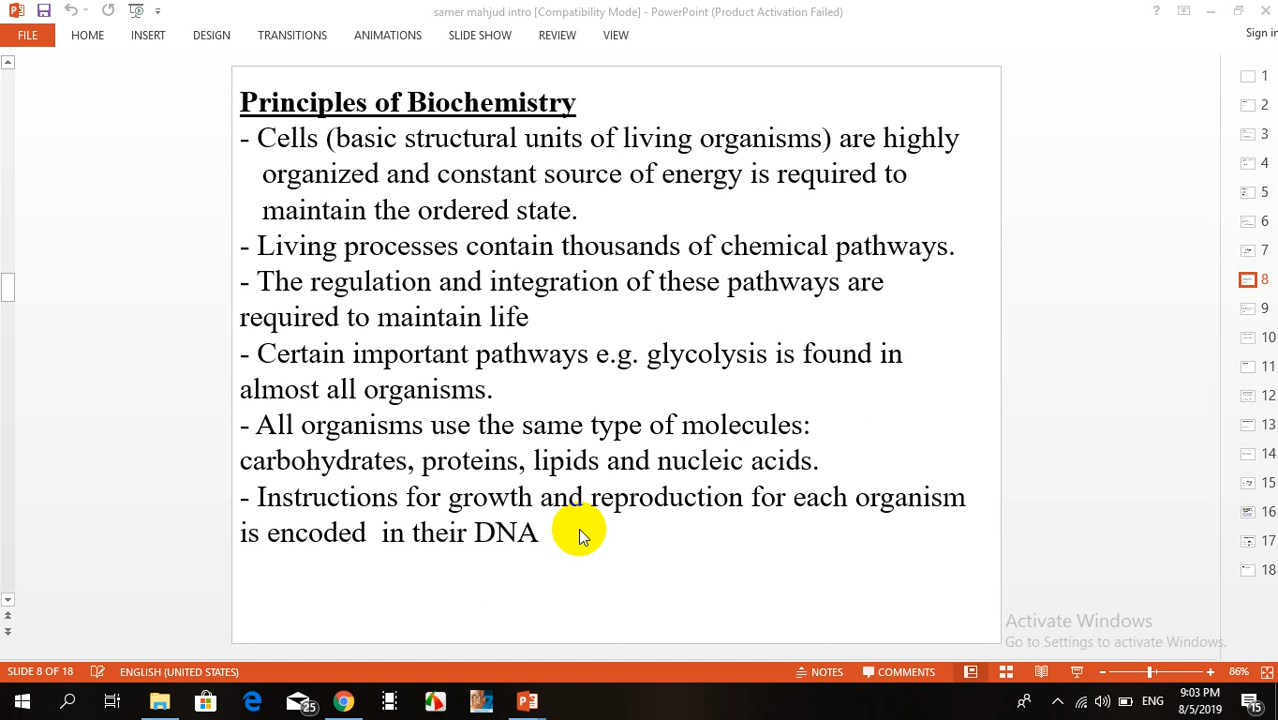 samer mahjud intro [Compatibility Mode] - PowerPoint (Product Activation Failed)
?
FILE HOME INSERT DESIGN TRANSITIONS ANIMATIONS SLIDE SHOW REVIEW VIEW Sign in
Principles of Biochemistry
- Cells (basic structural units of living organisms) are highly
organized and constant source of energy is required to
maintain the ordered state.
- Living processes contain thousands of chemical pathways.
- The regulation and integration of these pathways are
required to maintain life
- Certain important pathways e.g. glycolysis is found in
almost all organisms.
- All organisms use the same type of molecules:
carbohydrates, proteins, lipids and nucleic acids.
- Instructions for growth and reproduction for each organism
is encoded  in their DNA
1
2
3
4
5
6
7
8
9
10
11
12
13
14
15
16
17
18
Activate Windows
Go to Settings to activate Windows.
SLIDE 8 OF 18 ENGLISH (UNITED STATES) NOTES COMMENTS 86%
25 ENG 9:03 PM
8/5/2019 15